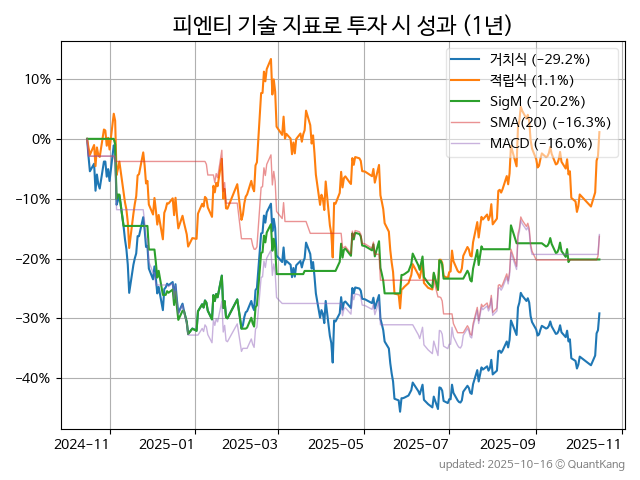 피엔티 기술 지표로 투자 시 성과 (1년)
거치식 (−29.2%)
적립식 (1.1%)
SigM (−20.2%)
SMA(20) (−16.3%)
MACD (−16.0%)
10%
0%
−10%
−20%
−30%
−40%
2024−11 2025−01 2025−03 2025−05 2025−07 2025−09 2025−11
updated: 2025-10-16 © QuantKang